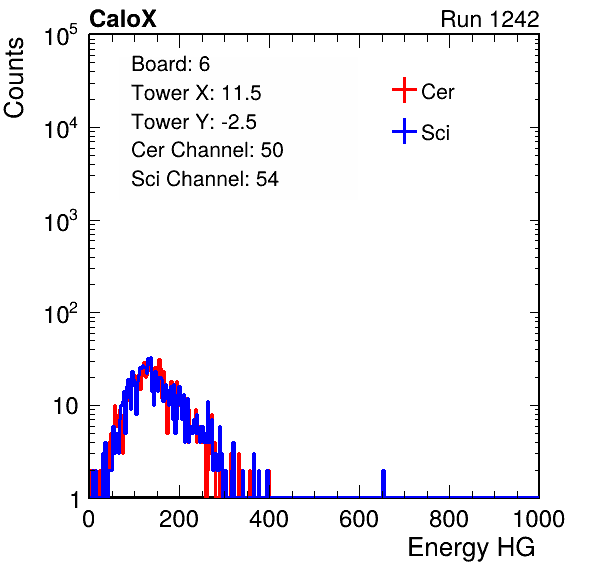 CaloX Run 1242
Counts
Board: 6
Tower X: 11.5
Tower Y: -2.5
Cer Channel: 50
Sci Channel: 54
Cer
Sci
10^5
10^4
10^3
10^2
10
1
0 200 400 600 800 1000
Energy HG